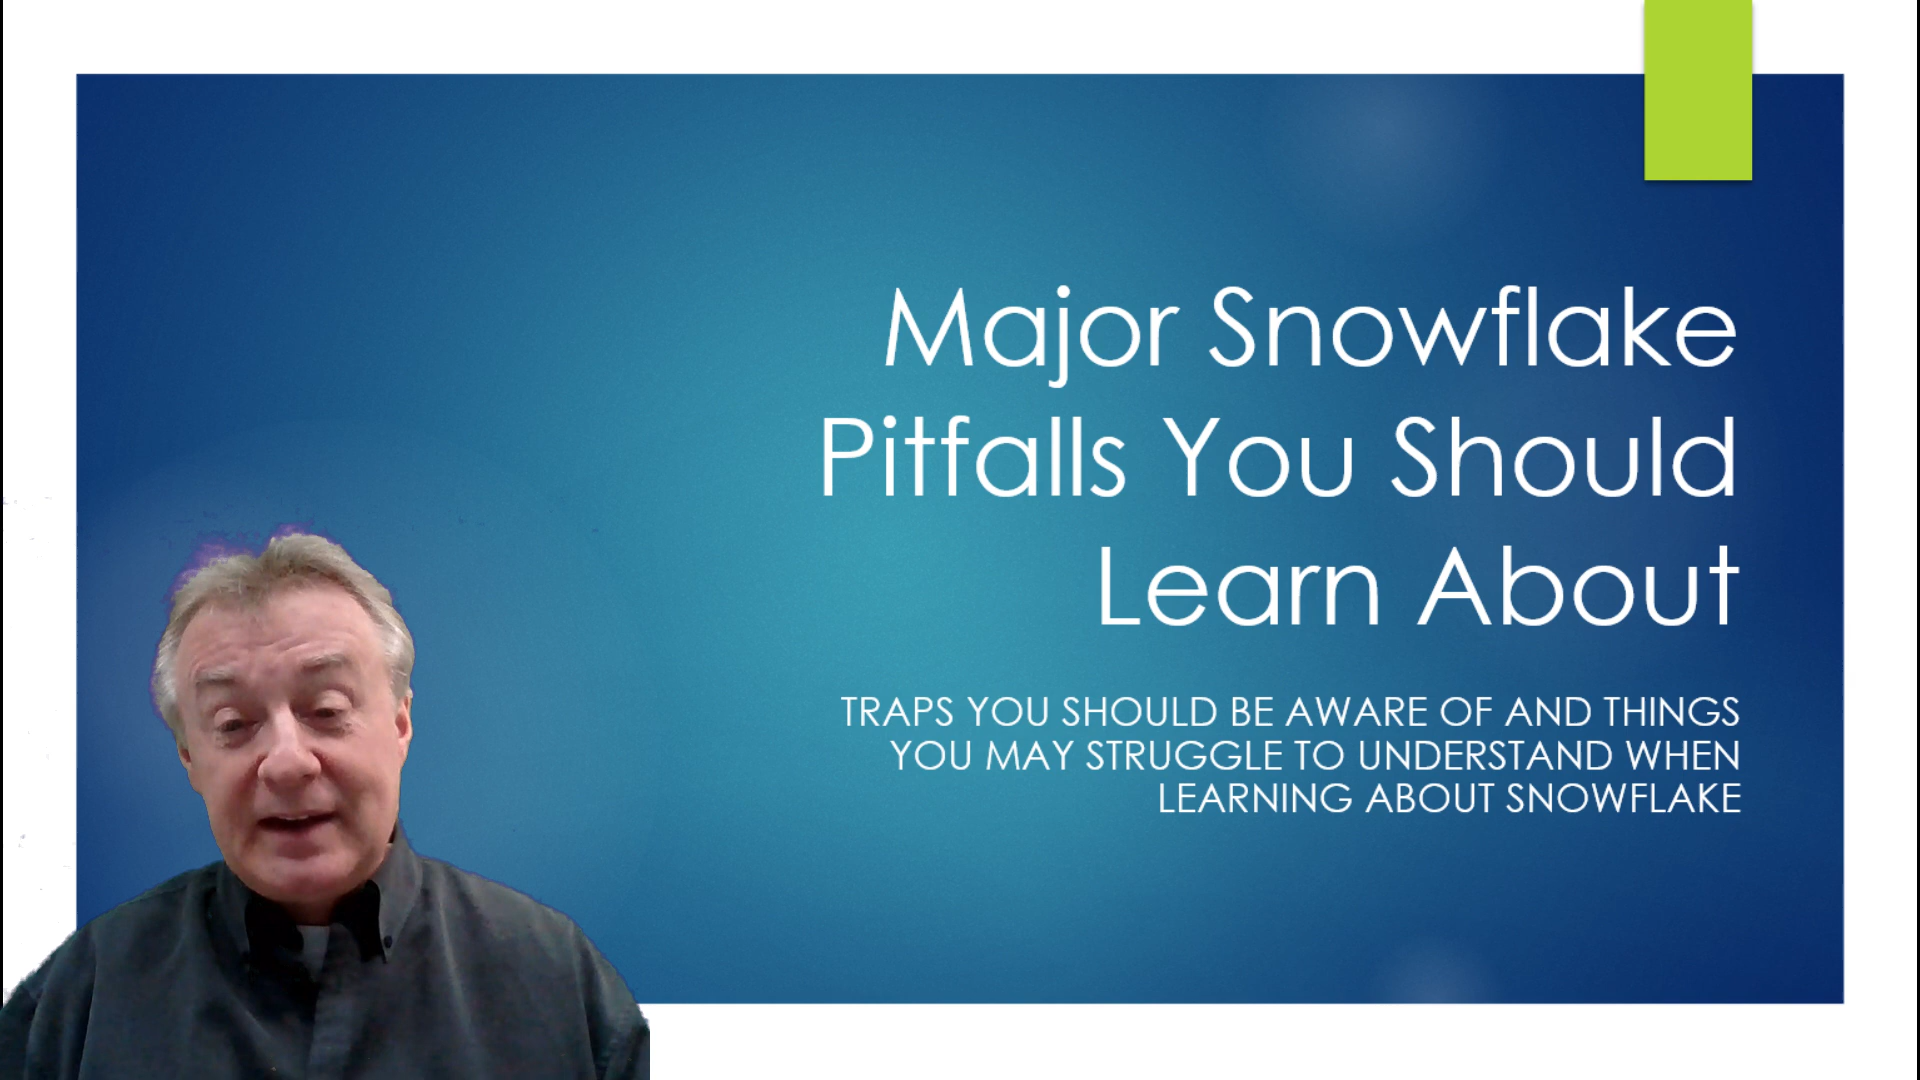 Major Snowflake
Pitfalls You Should
Learn About
TRAPS YOU SHOULD BE AWARE OF AND THINGS
YOU MAY STRUGGLE TO UNDERSTAND WHEN
LEARNING ABOUT SNOWFLAKE